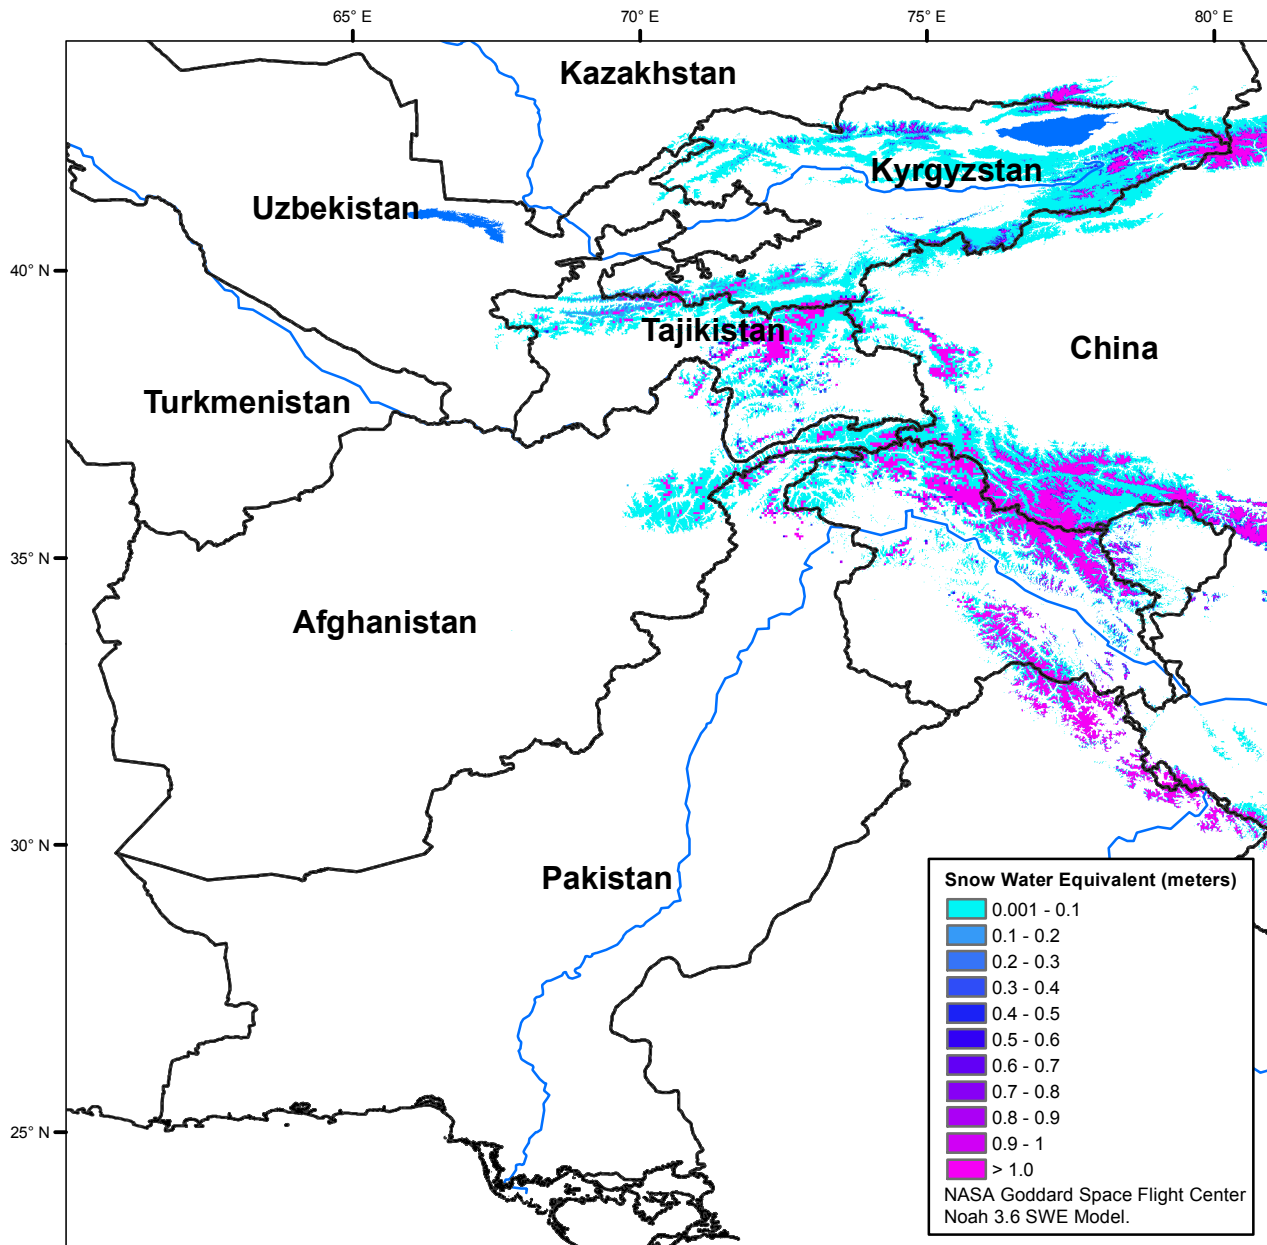 65° E
70° E
75° E
80° E
Kazakhstan
Kyrgyzstan
Uzbekistan
40° N
Tajikistan
China
Turkmenistan
35° N
Afghanistan
30° N
Pakistan
25° N
Snow Water Equivalent (meters)
0.001 - 0.1
0.1 - 0.2
0.2 - 0.3
0.3 - 0.4
0.4 - 0.5
0.5 - 0.6
0.6 - 0.7
0.7 - 0.8
0.8 - 0.9
0.9 - 1
> 1.0
NASA Goddard Space Flight Center
Noah 3.6 SWE Model.